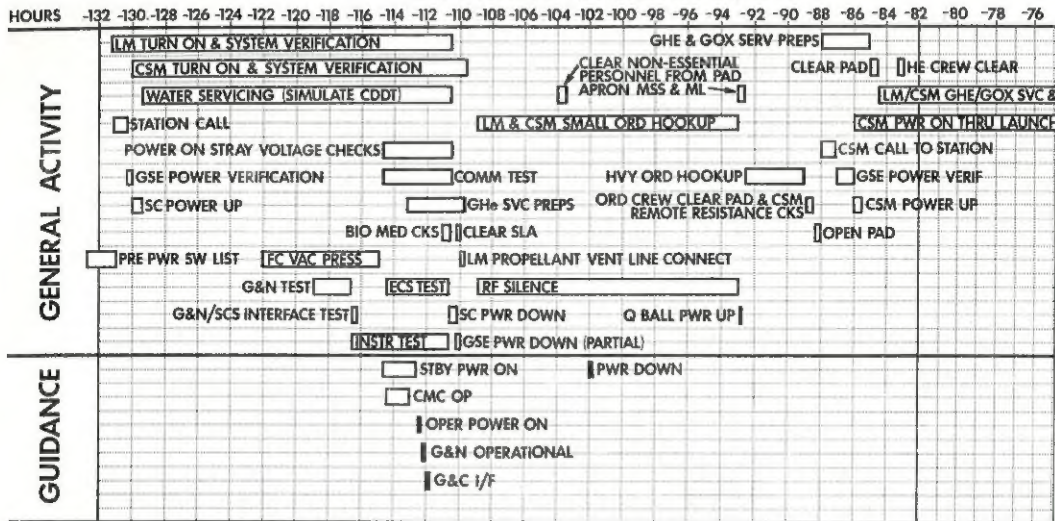 HOURS -132 -130 -128 -126 -124 -122 -120 -118 -116 -114 -112 -110 -108 -106 -104 -102 -100 -98 -96 -94 -92 -90 -88 -86 -84 -82 -80 -78 -76
GENERAL ACTIVITY
LM TURN ON & SYSTEM VERIFICATION
GHE & GOX SERV PREPS
CSM TURN ON & SYSTEM VERIFICATION
CLEAR NON-ESSENTIAL
PERSONNEL FROM PAD
APRON MSS & ML
CLEAR PAD
HE CREW CLEAR
WATER SERVICING (SIMULATE CDDT)
LM/CSM GHE/GOX SVC &
STATION CALL
LM & CSM SMALL ORD HOOKUP
CSM PWR ON THRU LAUNCH
POWER ON STRAY VOLTAGE CHECKS
CSM CALL TO STATION
GSE POWER VERIFICATION
COMM TEST
HVY ORD HOOKUP
GSE POWER VERIF
SC POWER UP
GHe SVC PREPS
ORD CREW CLEAR PAD & CSM
REMOTE RESISTANCE CKS
CSM POWER UP
BIO MED CKS
CLEAR SLA
OPEN PAD
PRE PWR SW LIST
FC VAC PRESS
LM PROPELLANT VENT LINE CONNECT
G&N TEST
ECS TEST
RF SILENCE
G&N/SCS INTERFACE TEST
SC PWR DOWN
Q BALL PWR UP
INSTR TEST
GSE PWR DOWN (PARTIAL)
GUIDANCE
STBY PWR ON
PWR DOWN
CMC OP
OPER POWER ON
G&N OPERATIONAL
G&C I/F